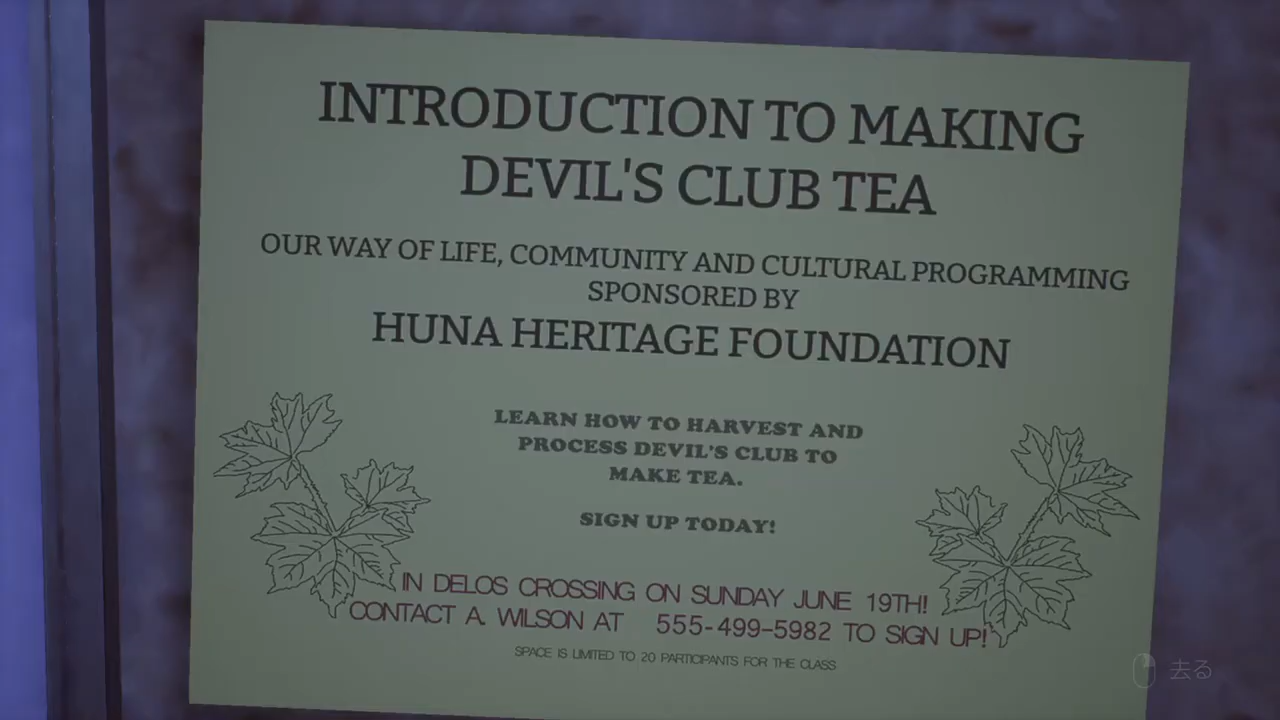 INTRODUCTION TO MAKING
DEVIL'S CLUB TEA
OUR WAY OF LIFE, COMMUNITY AND CULTURAL PROGRAMMING
SPONSORED BY
HUNA HERITAGE FOUNDATION
LEARN HOW TO HARVEST AND
PROCESS DEVIL'S CLUB TO
MAKE TEA.
SIGN UP TODAY!
IN DELOS CROSSING ON SUNDAY JUNE 19TH!
CONTACT A. WILSON AT 555-499-5982 TO SIGN UP!
SPACE IS LIMITED TO 20 PARTICIPANTS FOR THE CLASS
去る